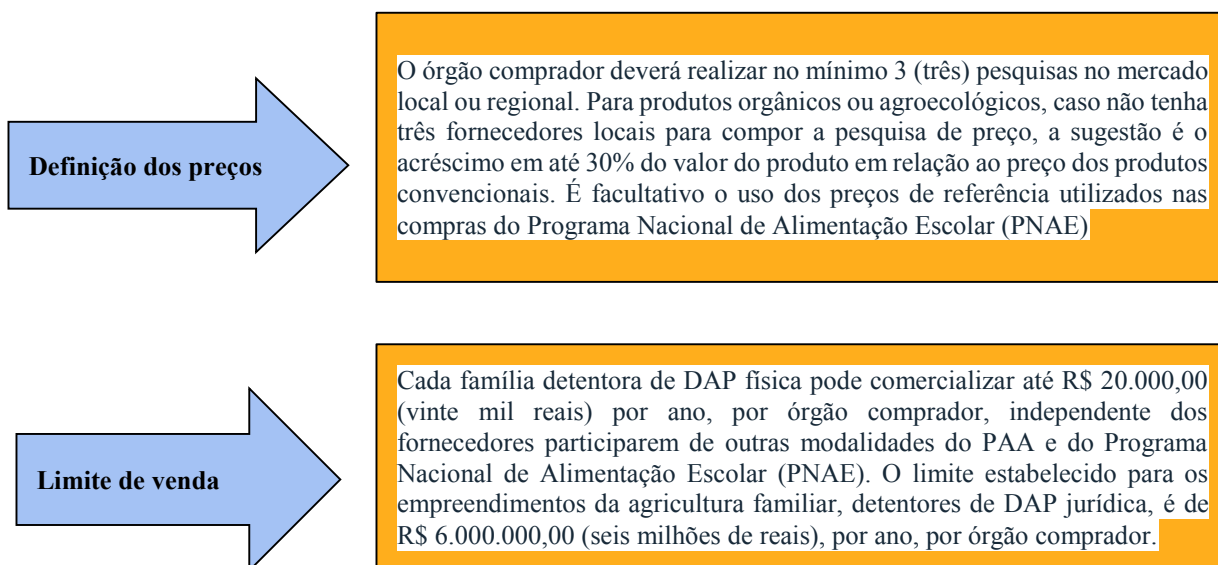 Definição dos preços
O órgão comprador deverá realizar no mínimo 3 (três) pesquisas no mercado
local ou regional. Para produtos orgânicos ou agroecológicos, caso não tenha
três fornecedores locais para compor a pesquisa de preço, a sugestão é o
acréscimo em até 30% do valor do produto em relação ao preço dos produtos
convencionais. É facultativo o uso dos preços de referência utilizados nas
compras do Programa Nacional de Alimentação Escolar (PNAE)
Limite de venda
Cada família detentora de DAP física pode comercializar até R$ 20.000,00
(vinte mil reais) por ano, por órgão comprador, independente dos
fornecedores participarem de outras modalidades do PAA e do Programa
Nacional de Alimentação Escolar (PNAE). O limite estabelecido para os
empreendimentos da agricultura familiar, detentores de DAP jurídica, é de
R$ 6.000.000,00 (seis milhões de reais), por ano, por órgão comprador.